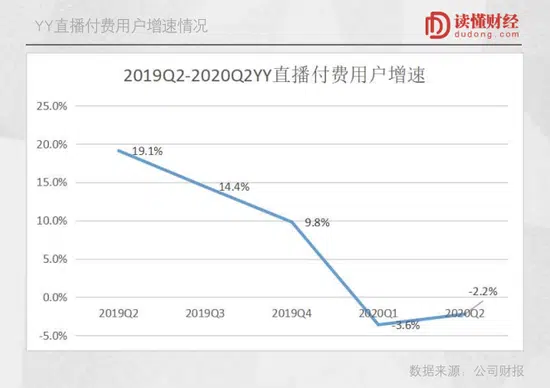 YY直播付费用户增速情况
读懂财经
dudong.com
2019Q2-2020Q2YY直播付费用户增速
25.0%
20.0%
15.0%
10.0%
5.0%
0.0%
-5.0%
19.1%
14.4%
9.8%
-3.6%
-2.2%
2019Q2
2019Q3
2019Q4
2020Q1
2020Q2
数据来源：公司财报